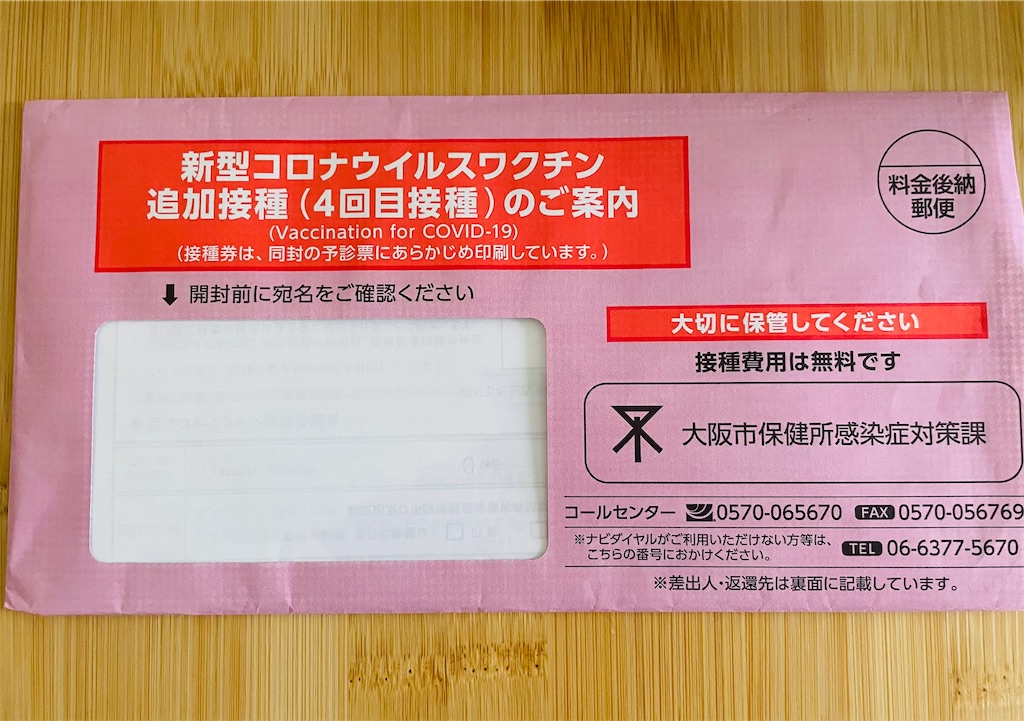 新型コロナウイルスワクチン
追加接種(4回目接種)のご案内
(Vaccination for COVID-19)
(接種券は、同封の予診票にあらかじめ印刷しています。)
⬇ 開封前に宛名をご確認ください
料金後納
郵便
大切に保管してください
接種費用は無料です
大阪市保健所感染症対策課
コールセンター 0570-065670 FAX 0570-056769
※ナビダイヤルがご利用いただけない方等は、
こちらの番号におかけください。
TEL 06-6377-5670
※差出人・返還先は裏面に記載しています。